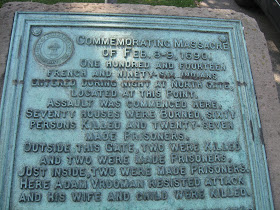 COMMEMORATING MASSACRE
OF FEB. 8-9, 1690.
ONE HUNDRED AND FOURTEEN
FRENCH AND NINETY-SIX INDIANS
ENTERED DURING NIGHT AT NORTH GATE,
LOCATED AT THIS POINT.
ASSAULT WAS COMMENCED HERE,
SEVENTY HOUSES WERE BURNED, SIXTY
PERSONS KILLED AND TWENTY-SEVEN
MADE PRISONERS.
OUTSIDE THIS GATE, TWO WERE KILLED
AND TWO WERE MADE PRISONERS,
JUST INSIDE, TWO WERE MADE PRISONERS.
HERE ADAM VROOMAN RESISTED ATTACK
AND HIS WIFE AND CHILD WERE KILLED